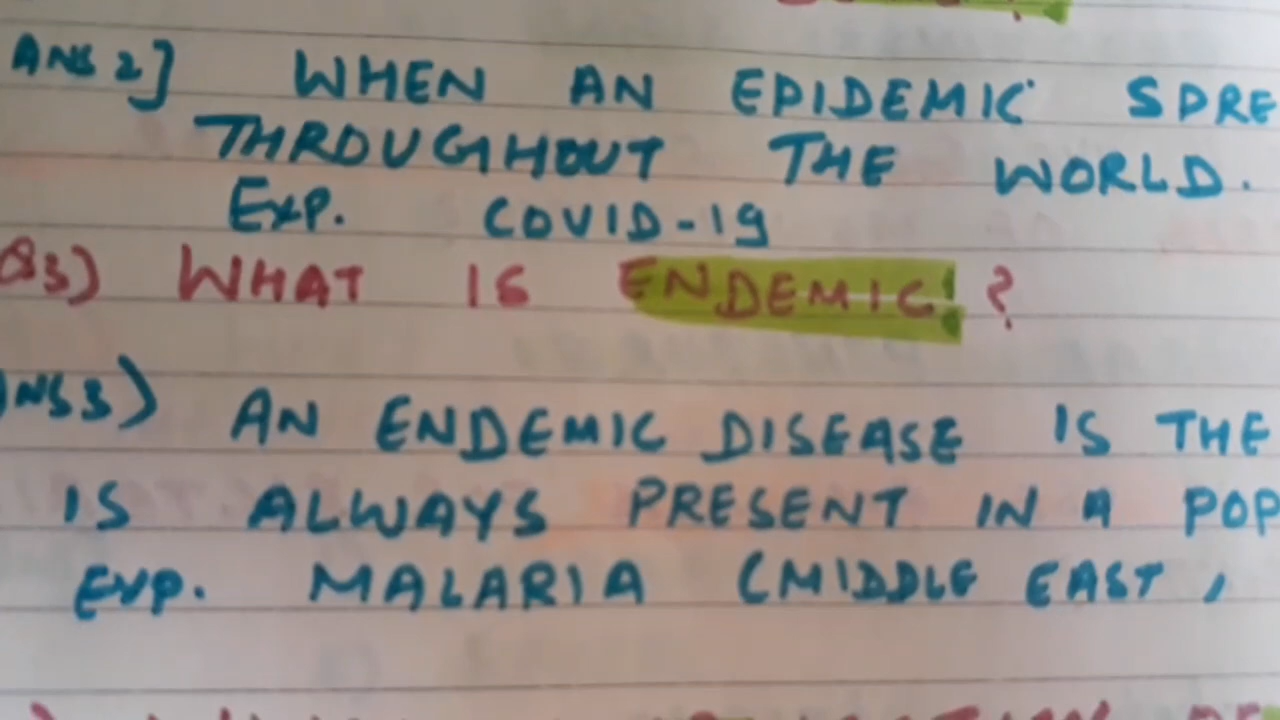 ANS 2] WHEN AN EPIDEMIC SPRE
THROUGHOUT THE WORLD.
EXP. COVID-19
Q3) WHAT IS ENDEMIC ?
ANS 3) AN ENDEMIC DISEASE IS THE
IS ALWAYS PRESENT IN A POP
EXP. MALARIA (MIDDLE EAST,